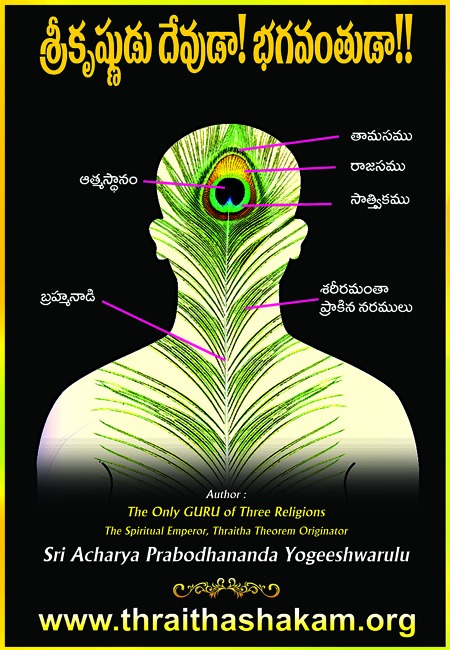 శ్రీకృష్ణుడు దేవుడా! భగవంతుడా!!
తామసము
రాజసము
ఆత్మస్థానం
సాత్వికము
బ్రహ్మనాడి
శరీరమంతా
ప్రాకిన నరములు
Author :
The Only GURU of Three Religions
The Spiritual Emperor, Thraitha Theorem Originator
Sri Acharya Prabodhananda Yogeeshwarulu
www.thraithashakam.org